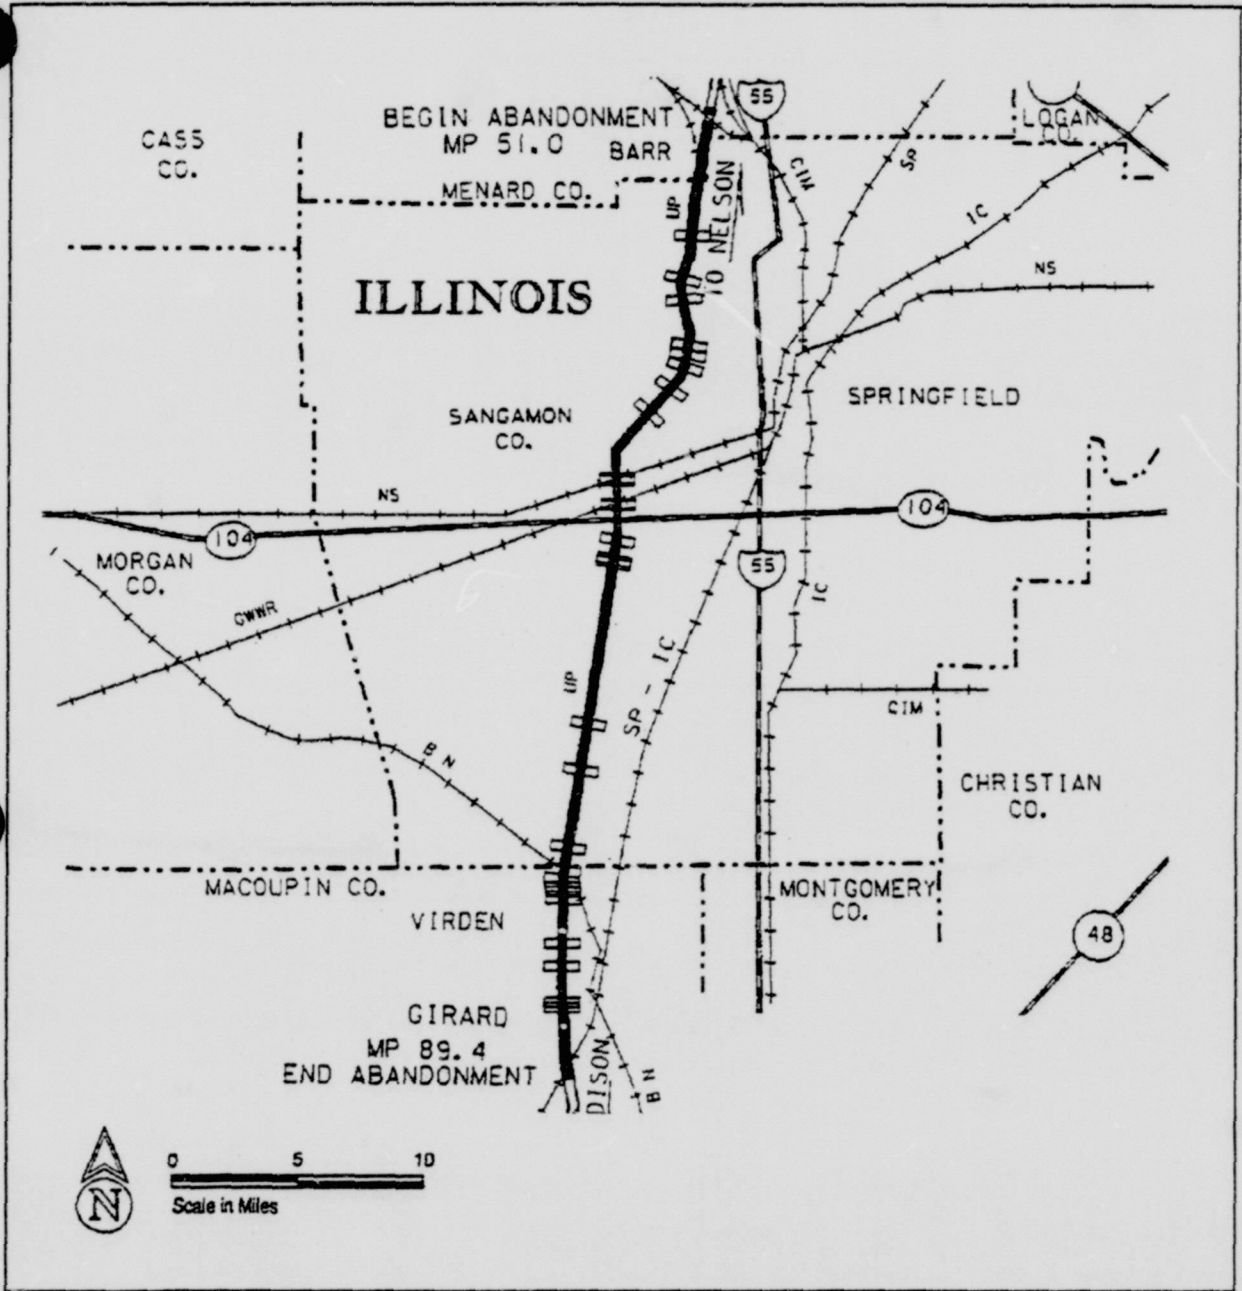 55
BEGIN ABANDONMENT
MP 51.0
BARR
CASS
CO.
LOGAN
CO.
MENARD CO.
UP
TO NELSON
CIM
SP
IC
NS
ILLINOIS
SPRINGFIELD
SANGAMON
CO.
NS
104
104
MORGAN
CO.
55
GWWR
IC
SP - IC
UP
CIM
BN
CHRISTIAN
CO.
MACOUPIN CO.
MONTGOMERY
CO.
VIRDEN
48
GIRARD
MP 89.4
END ABANDONMENT
DISON
BN
0 5 10
Scale in Miles
N